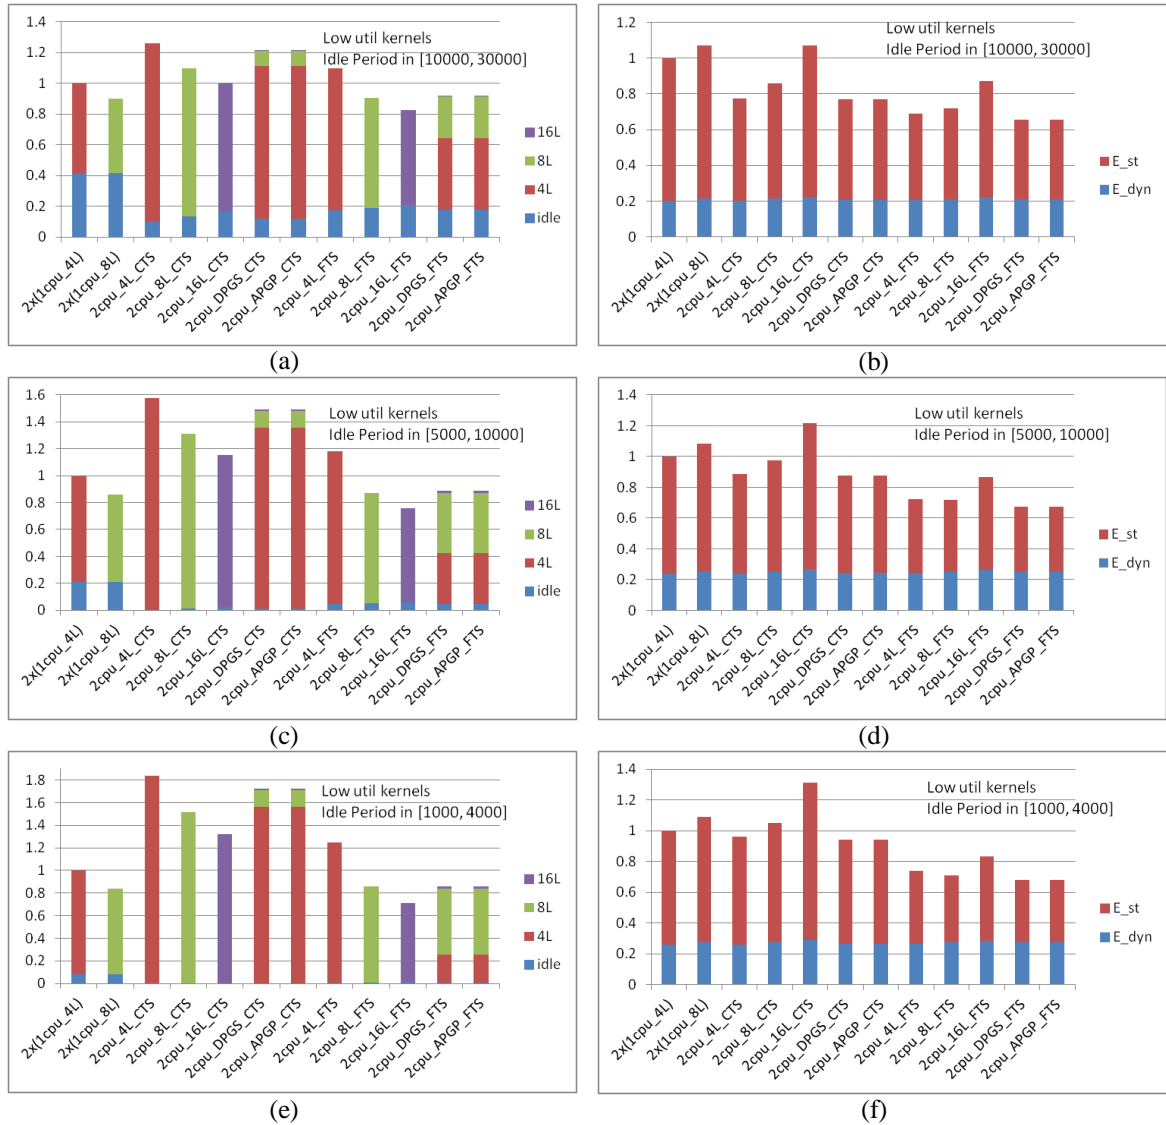 1.4
1.2
1
0.8
0.6
0.4
0.2
0
Low util kernels
Idle Period in [10000, 30000]
16L
8L
4L
idle
2x(1cpu_4L)
2x(1cpu_8L)
2cpu_4L_CTS
2cpu_8L_CTS
2cpu_16L_CTS
2cpu_DPGS_CTS
2cpu_APGP_CTS
2cpu_4L_FTS
2cpu_8L_FTS
2cpu_16L_FTS
2cpu_DPGS_FTS
2cpu_APGP_FTS
(a)
1.2
1
0.8
0.6
0.4
0.2
0
Low util kernels
Idle Period in [10000, 30000]
E_st
E_dyn
2x(1cpu_4L)
2x(1cpu_8L)
2cpu_4L_CTS
2cpu_8L_CTS
2cpu_16L_CTS
2cpu_DPGS_CTS
2cpu_APGP_CTS
2cpu_4L_FTS
2cpu_8L_FTS
2cpu_16L_FTS
2cpu_DPGS_FTS
2cpu_APGP_FTS
(b)
1.6
1.4
1.2
1
0.8
0.6
0.4
0.2
0
Low util kernels
Idle Period in [5000, 10000]
16L
8L
4L
idle
2x(1cpu_4L)
2x(1cpu_8L)
2cpu_4L_CTS
2cpu_8L_CTS
2cpu_16L_CTS
2cpu_DPGS_CTS
2cpu_APGP_CTS
2cpu_4L_FTS
2cpu_8L_FTS
2cpu_16L_FTS
2cpu_DPGS_FTS
2cpu_APGP_FTS
(c)
1.4
1.2
1
0.8
0.6
0.4
0.2
0
Low util kernels
Idle Period in [5000, 10000]
E_st
E_dyn
2x(1cpu_4L)
2x(1cpu_8L)
2cpu_4L_CTS
2cpu_8L_CTS
2cpu_16L_CTS
2cpu_DPGS_CTS
2cpu_APGP_CTS
2cpu_4L_FTS
2cpu_8L_FTS
2cpu_16L_FTS
2cpu_DPGS_FTS
2cpu_APGP_FTS
(d)
1.8
1.6
1.4
1.2
1
0.8
0.6
0.4
0.2
0
Low util kernels
Idle Period in [1000, 4000]
16L
8L
4L
idle
2x(1cpu_4L)
2x(1cpu_8L)
2cpu_4L_CTS
2cpu_8L_CTS
2cpu_16L_CTS
2cpu_DPGS_CTS
2cpu_APGP_CTS
2cpu_4L_FTS
2cpu_8L_FTS
2cpu_16L_FTS
2cpu_DPGS_FTS
2cpu_APGP_FTS
(e)
1.4
1.2
1
0.8
0.6
0.4
0.2
0
Low util kernels
Idle Period in [1000, 4000]
E_st
E_dyn
2x(1cpu_4L)
2x(1cpu_8L)
2cpu_4L_CTS
2cpu_8L_CTS
2cpu_16L_CTS
2cpu_DPGS_CTS
2cpu_APGP_CTS
2cpu_4L_FTS
2cpu_8L_FTS
2cpu_16L_FTS
2cpu_DPGS_FTS
2cpu_APGP_FTS
(f)